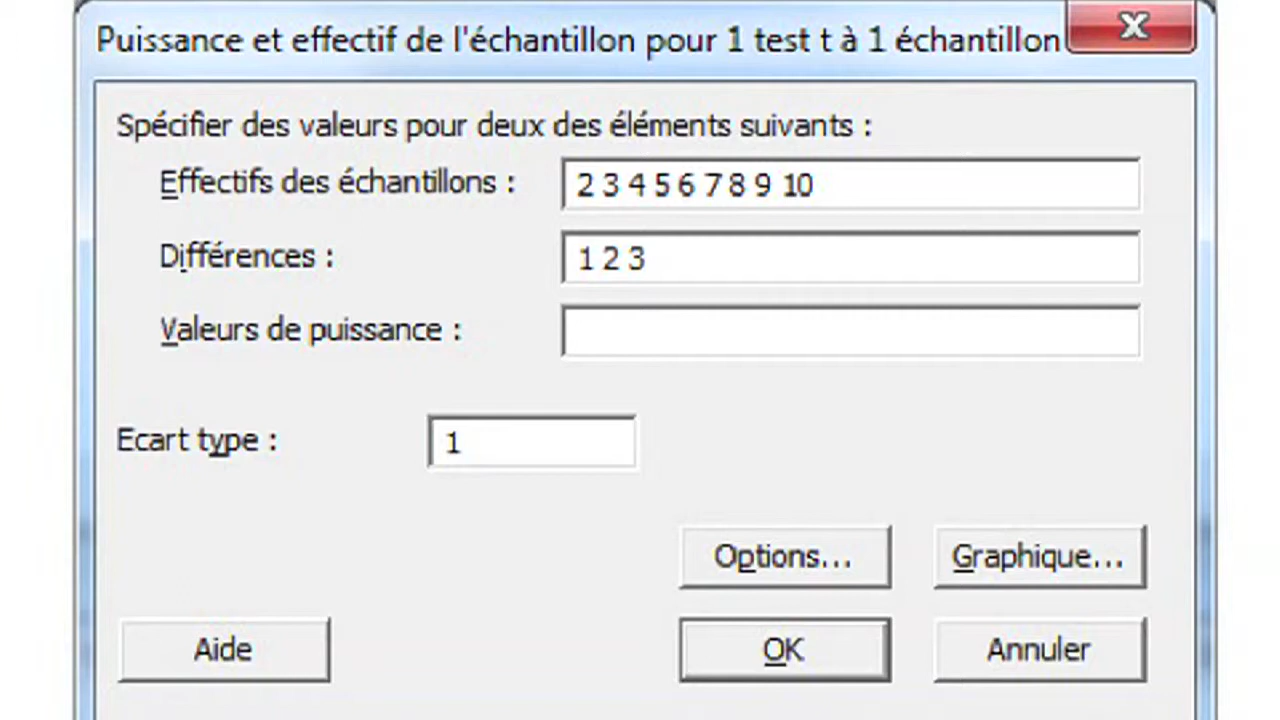 Puissance et effectif de l'échantillon pour 1 test t à 1 échantillon
Spécifier des valeurs pour deux des éléments suivants :
Effectifs des échantillons : 2 3 4 5 6 7 8 9 10
Différences : 1 2 3
Valeurs de puissance :
Ecart type : 1
Options... Graphique...
Aide OK Annuler